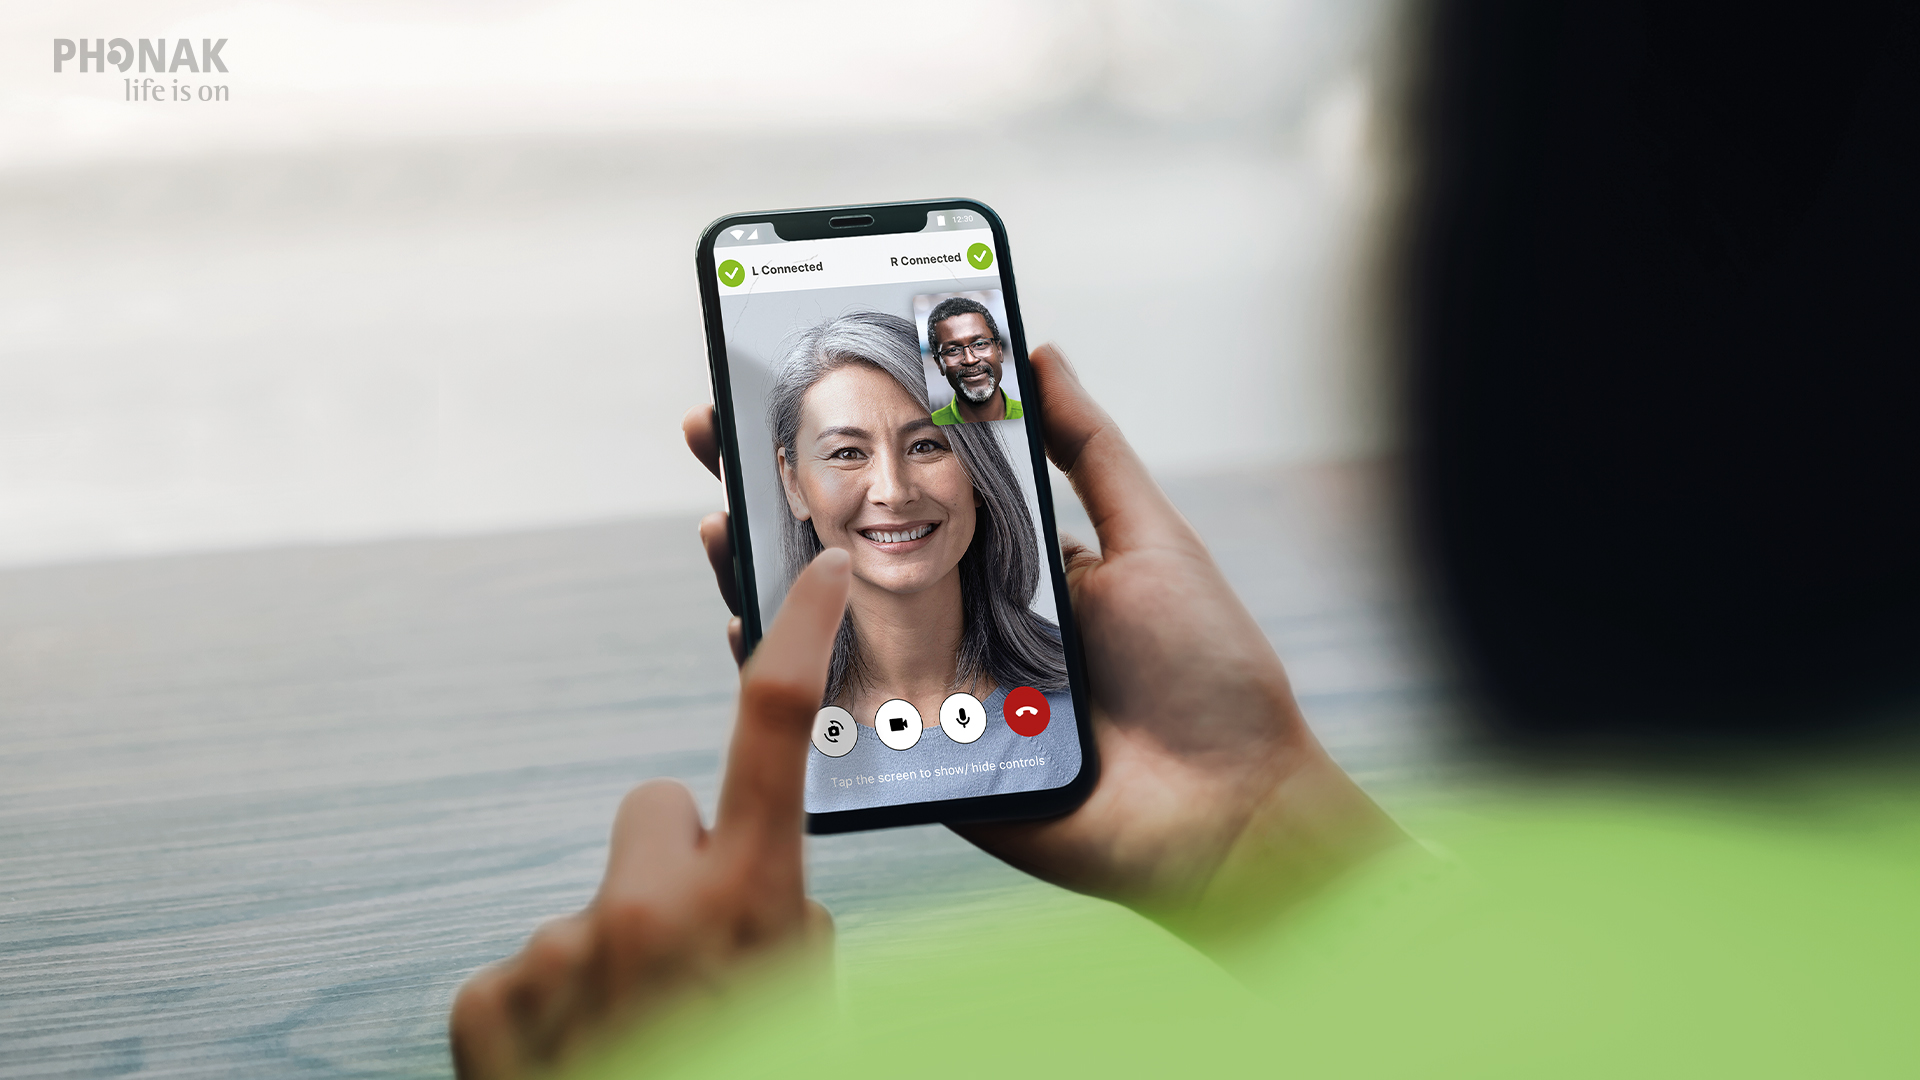 PHONAK
life is on
12:30
L Connected
R Connected
Tap the screen to show/ hide controls